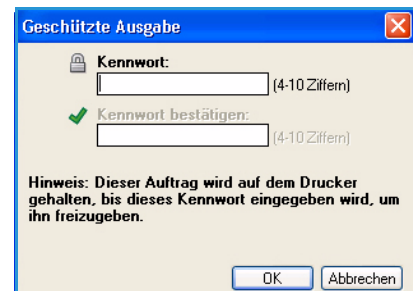 Geschützte Ausgabe
Kennwort:
(4-10 Ziffern)
Kennwort bestätigen:
(4-10 Ziffern)
Hinweis: Dieser Auftrag wird auf dem Drucker
gehalten, bis dieses Kennwort eingegeben wird, um
ihn freizugeben.
OK Abbrechen